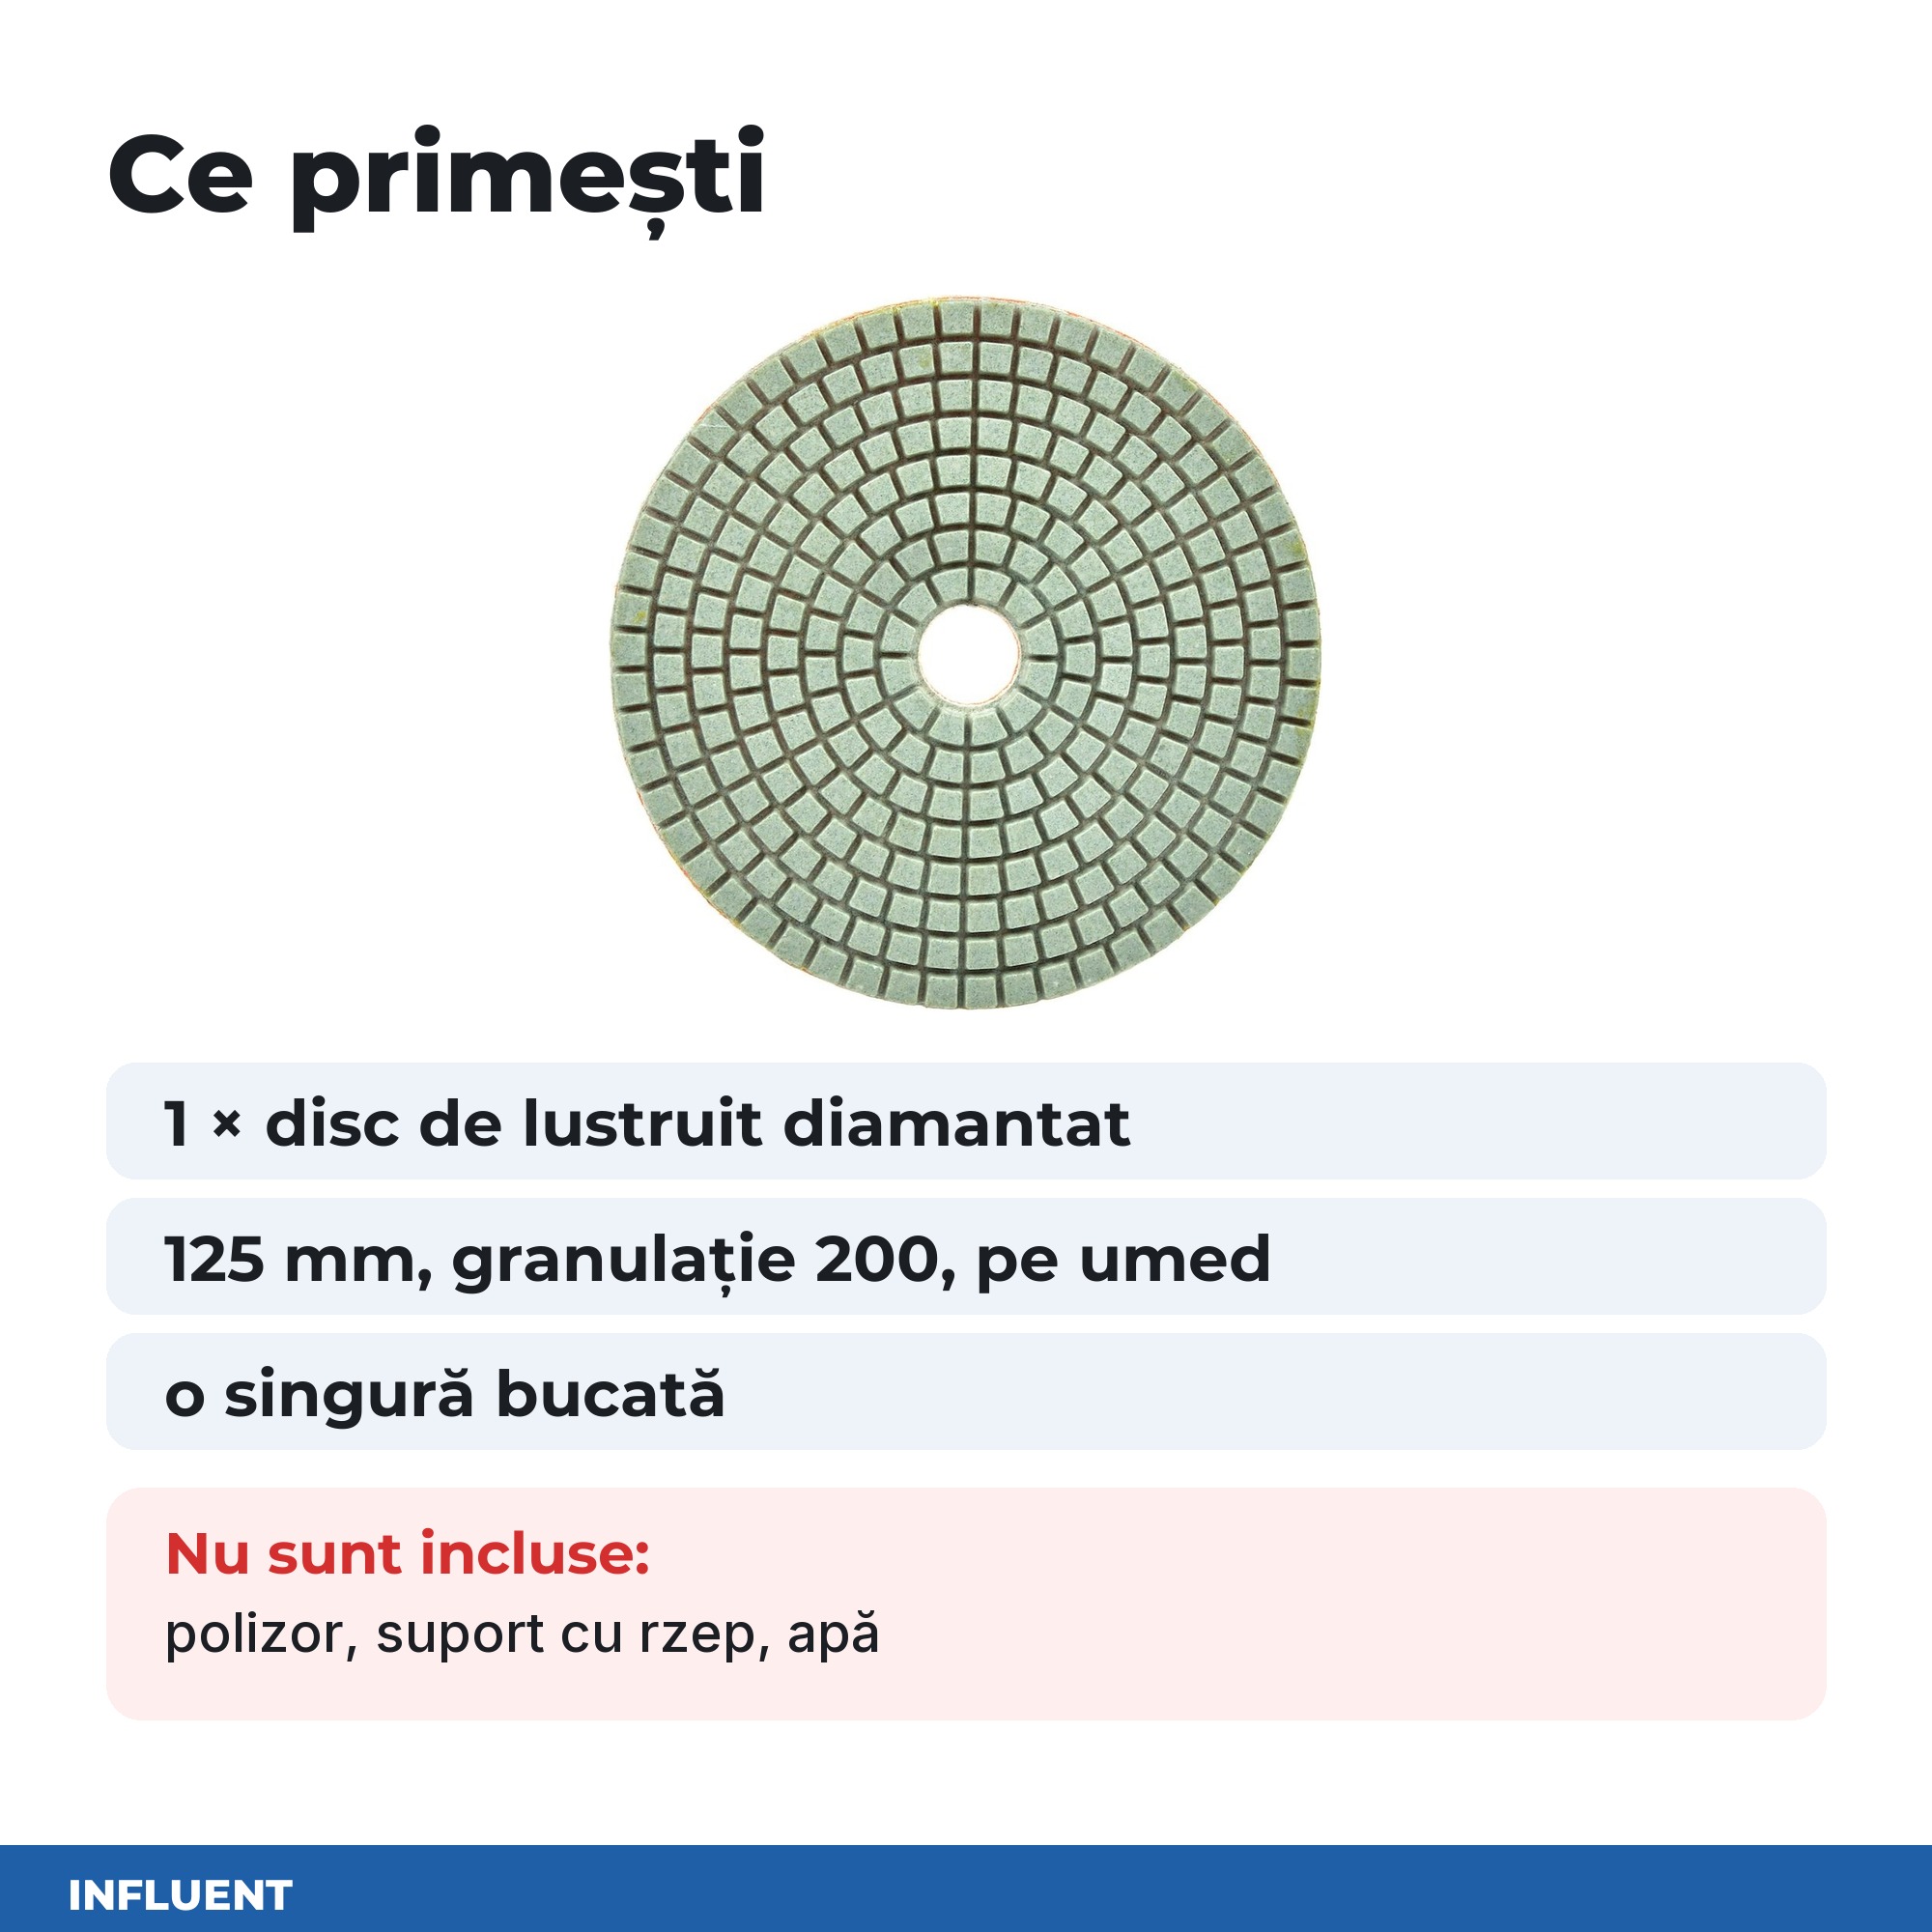 Ce primești
1 × disc de lustruit diamantat
125 mm, granulație 200, pe umed
o singură bucată
Nu sunt incluse:
polizor, suport cu rzep, apă
INFLUENT